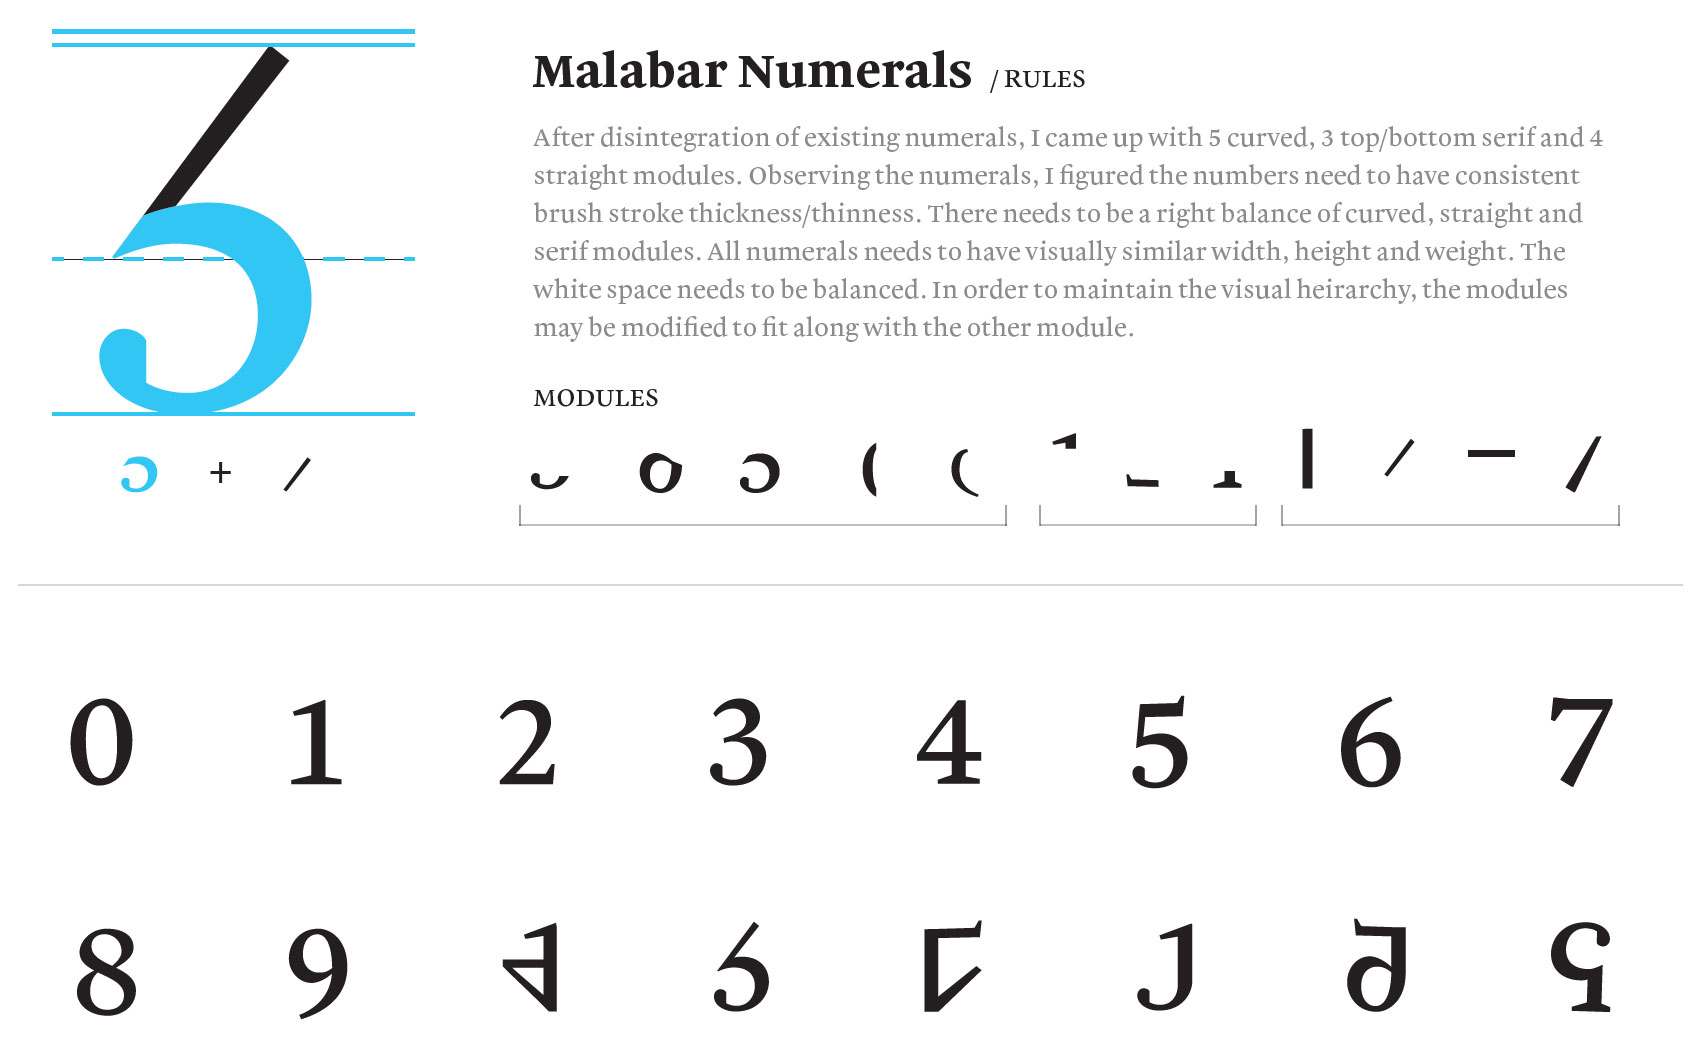 Malabar Numerals / RULES
After disintegration of existing numerals, I came up with 5 curved, 3 top/bottom serif and 4
straight modules. Observing the numerals, I figured the numbers need to have consistent
brush stroke thickness/thinness. There needs to be a right balance of curved, straight and
serif modules. All numerals needs to have visually similar width, height and weight. The
white space needs to be balanced. In order to maintain the visual heirarchy, the modules
may be modified to fit along with the other module.
MODULES
+
0 1 2 3 4 5 6 7
8 9